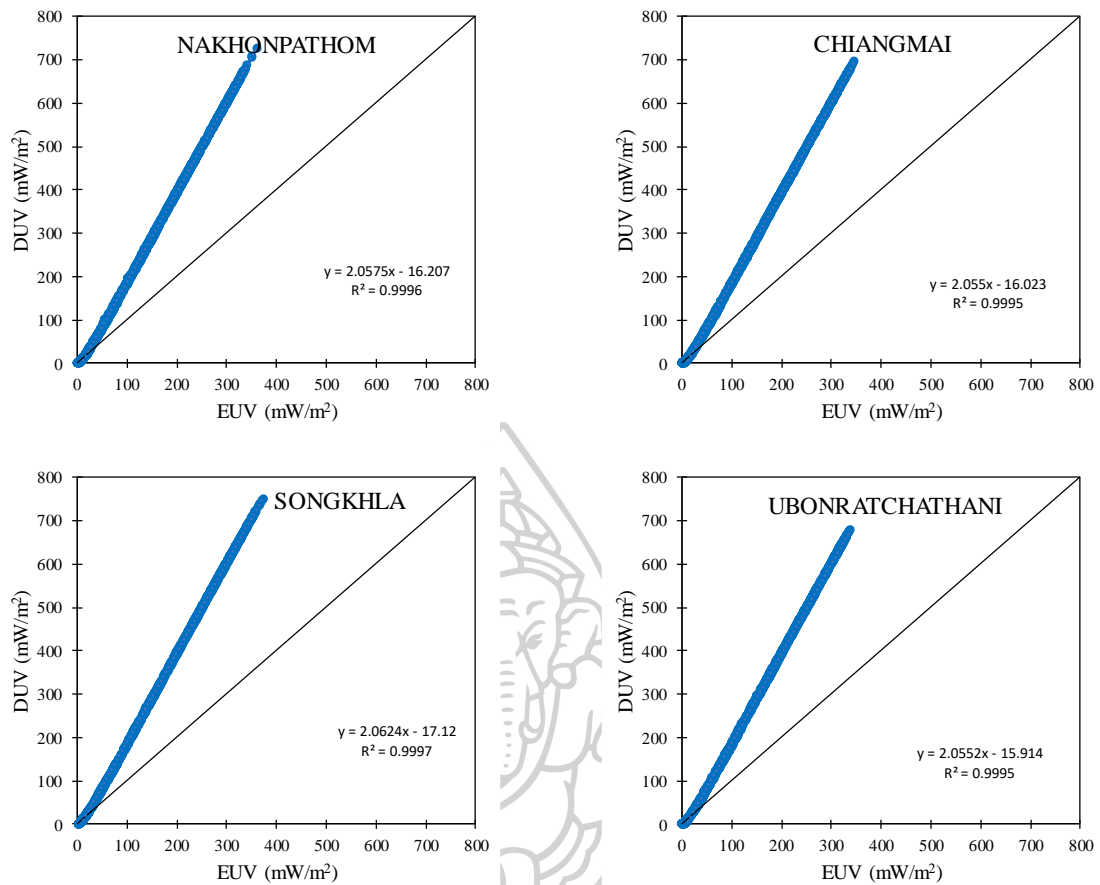 NAKHONPATHOM
DUV (mW/m²)
800
700
600
500
400
300
200
100
0
y = 2.0575x - 16.207
R² = 0.9996
0 100 200 300 400 500 600 700 800
EUV (mW/m²)
CHIANGMAI
DUV (mW/m²)
800
700
600
500
400
300
200
100
0
y = 2.055x - 16.023
R² = 0.9995
0 100 200 300 400 500 600 700 800
EUV (mW/m²)
SONGKHLA
DUV (mW/m²)
800
700
600
500
400
300
200
100
0
y = 2.0624x - 17.12
R² = 0.9997
0 100 200 300 400 500 600 700 800
EUV (mW/m²)
UBONRATCHATHANI
DUV (mW/m²)
800
700
600
500
400
300
200
100
0
y = 2.0552x - 15.914
R² = 0.9995
0 100 200 300 400 500 600 700 800
EUV (mW/m²)